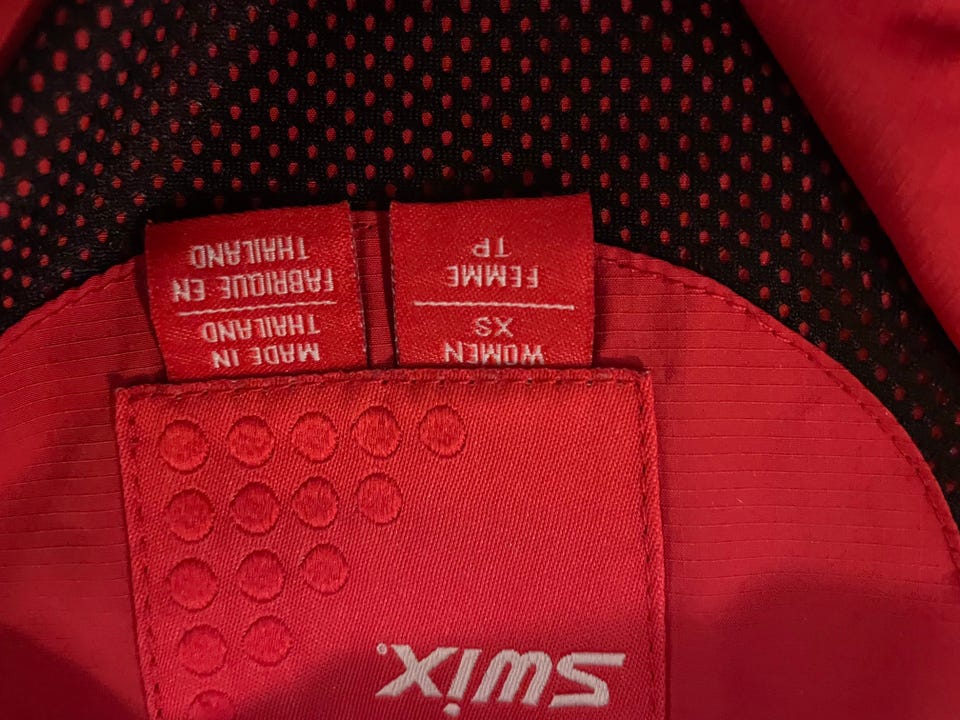 Swix.
WOMEN
XS
FEMME
TP
MADE IN
THAILAND
FABRIQUE EN
THAILAND